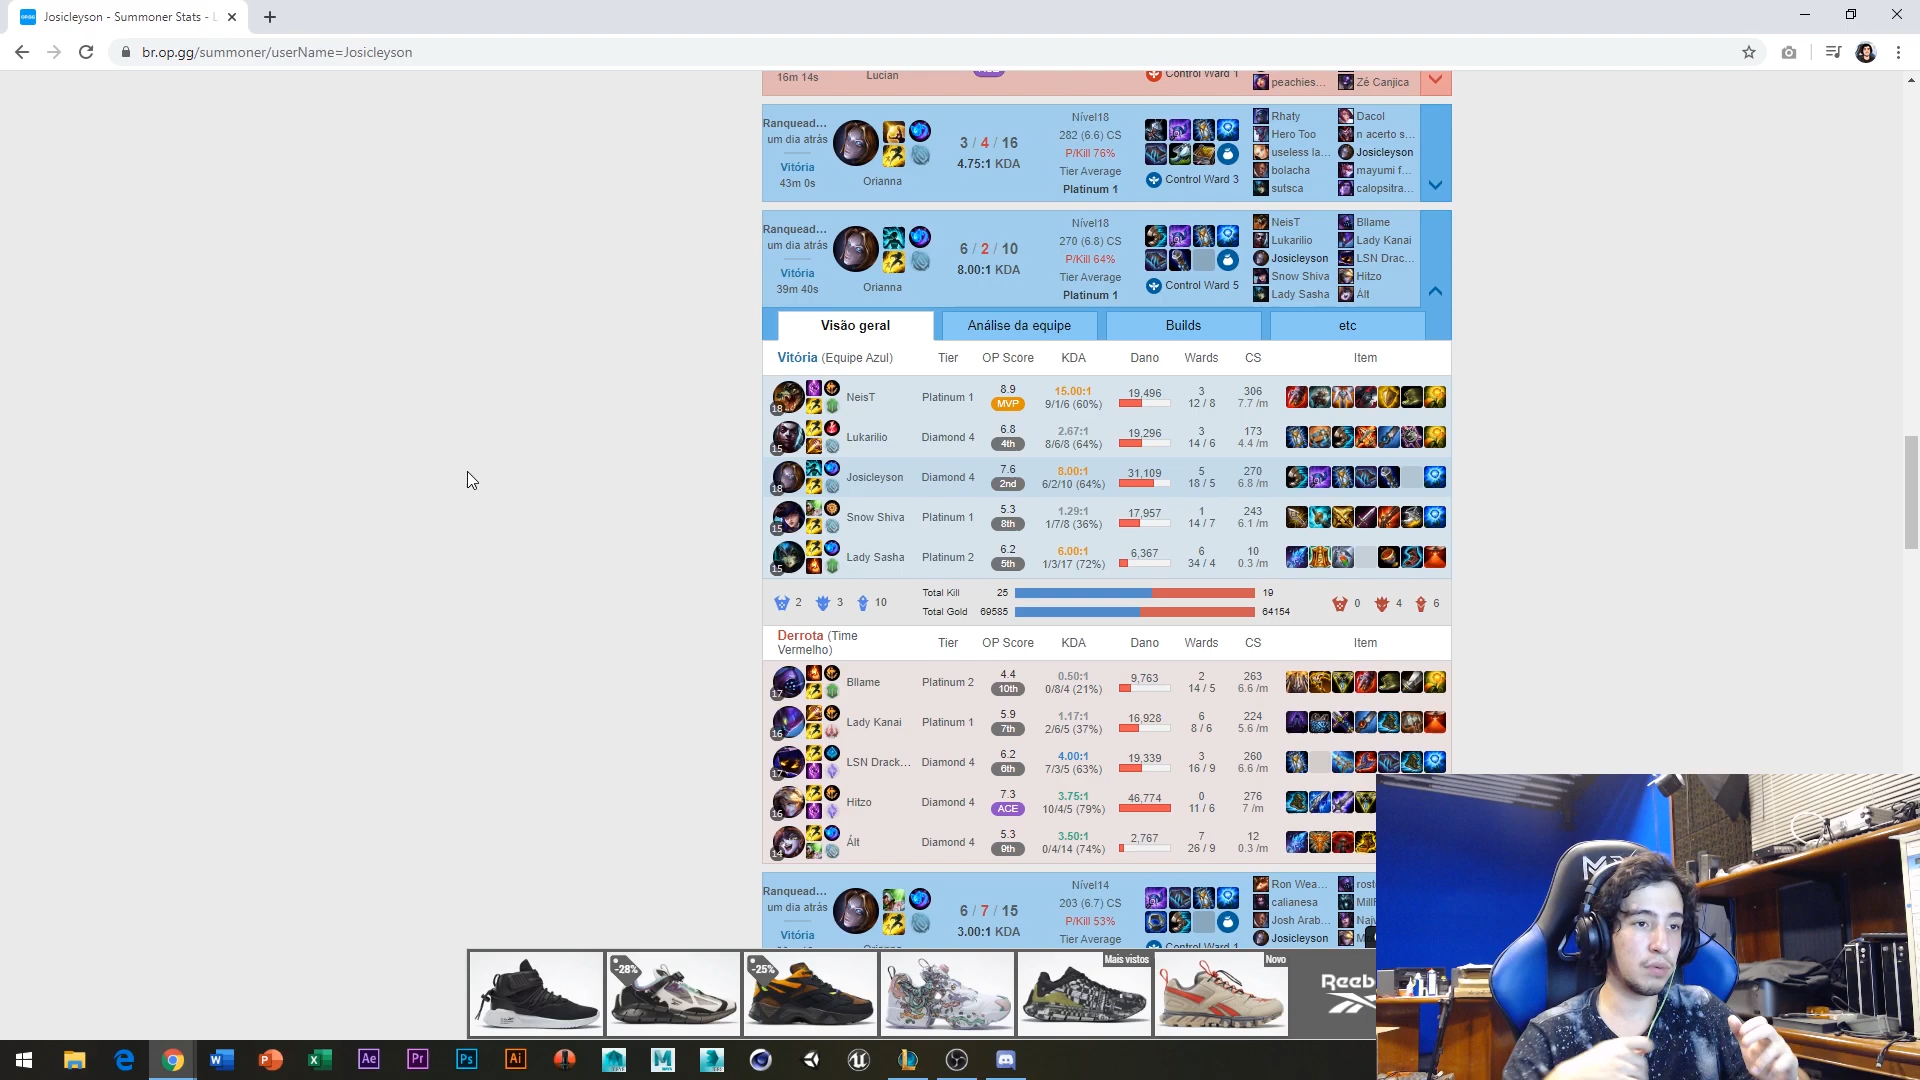 Josicleyson - Summoner Stats - L
br.op.gg/summoner/userName=Josicleyson
16m 14s
Lucian
Control Ward 1
peachies...
Zé Canjica
Ranquead...
um dia atrás
Vitória
43m 0s
Orianna
3 / 4 / 16
4.75:1 KDA
Nível18
282 (6.6) CS
P/Kill 76%
Tier Average
Platinum 1
Control Ward 3
Rhaty
Dacol
Hero Too
n acerto s...
useless la...
Josicleyson
bolacha
mayumi f...
sutsca
calopsitra...
Ranquead...
um dia atrás
Vitória
39m 40s
Orianna
6 / 2 / 10
8.00:1 KDA
Nível18
270 (6.8) CS
P/Kill 64%
Tier Average
Platinum 1
Control Ward 5
NeisT
Bllame
Lukarilio
Lady Kanai
Josicleyson
LSN Drac...
Snow Shiva
Hitzo
Lady Sasha
Ált
Visão geral
Análise da equipe
Builds
etc
Vitória (Equipe Azul) Tier OP Score KDA Dano Wards CS Item
18 NeisT Platinum 1 8.9 MVP 15.00:1 9/1/6 (60%) 19,496 3 12 / 8 306 7.7 /m
15 Lukarilio Diamond 4 6.8 4th 2.67:1 8/6/8 (64%) 19,296 3 14 / 6 173 4.4 /m
18 Josicleyson Diamond 4 7.6 2nd 8.00:1 6/2/10 (64%) 31,109 5 18 / 5 270 6.8 /m
15 Snow Shiva Platinum 1 5.3 8th 1.29:1 1/7/8 (36%) 17,957 1 14 / 7 243 6.1 /m
15 Lady Sasha Platinum 2 6.2 5th 6.00:1 1/3/17 (72%) 6,367 6 34 / 4 10 0.3 /m
2 3 10
Total Kill 25 19
Total Gold 69585 64154
0 4 6
Derrota (Time Vermelho) Tier OP Score KDA Dano Wards CS Item
17 Bllame Platinum 2 4.4 10th 0.50:1 0/8/4 (21%) 9,763 2 14 / 5 263 6.6 /m
16 Lady Kanai Platinum 1 5.9 7th 1.17:1 2/6/5 (37%) 16,928 6 8 / 6 224 5.6 /m
17 LSN Drack... Diamond 4 6.2 6th 4.00:1 7/3/5 (63%) 19,339 3 16 / 9 260 6.6 /m
16 Hitzo Diamond 4 7.3 ACE 3.75:1 10/4/5 (79%) 46,774 0 11 / 6 276 7 /m
14 Ált Diamond 4 5.3 9th 3.50:1 0/4/14 (74%) 2,767 7 26 / 9 12 0.3 /m
Ranquead...
um dia atrás
Vitória
6 / 7 / 15
3.00:1 KDA
Nível14
203 (6.7) CS
P/Kill 53%
Tier Average
Control Ward 1
Ron Wea...
rost
calianesa
Josh Arab...
Josicleyson
-28%
-25%
Mais vistos
Novo
Reeb
Ae
Pr
Ps
Ai